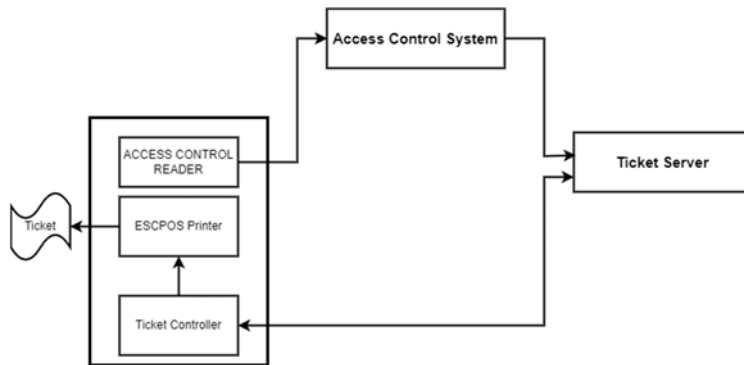 Access Control System
ACCESS CONTROL
READER
Ticket Server
Ticket
ESCPOS Printer
Ticket Controller